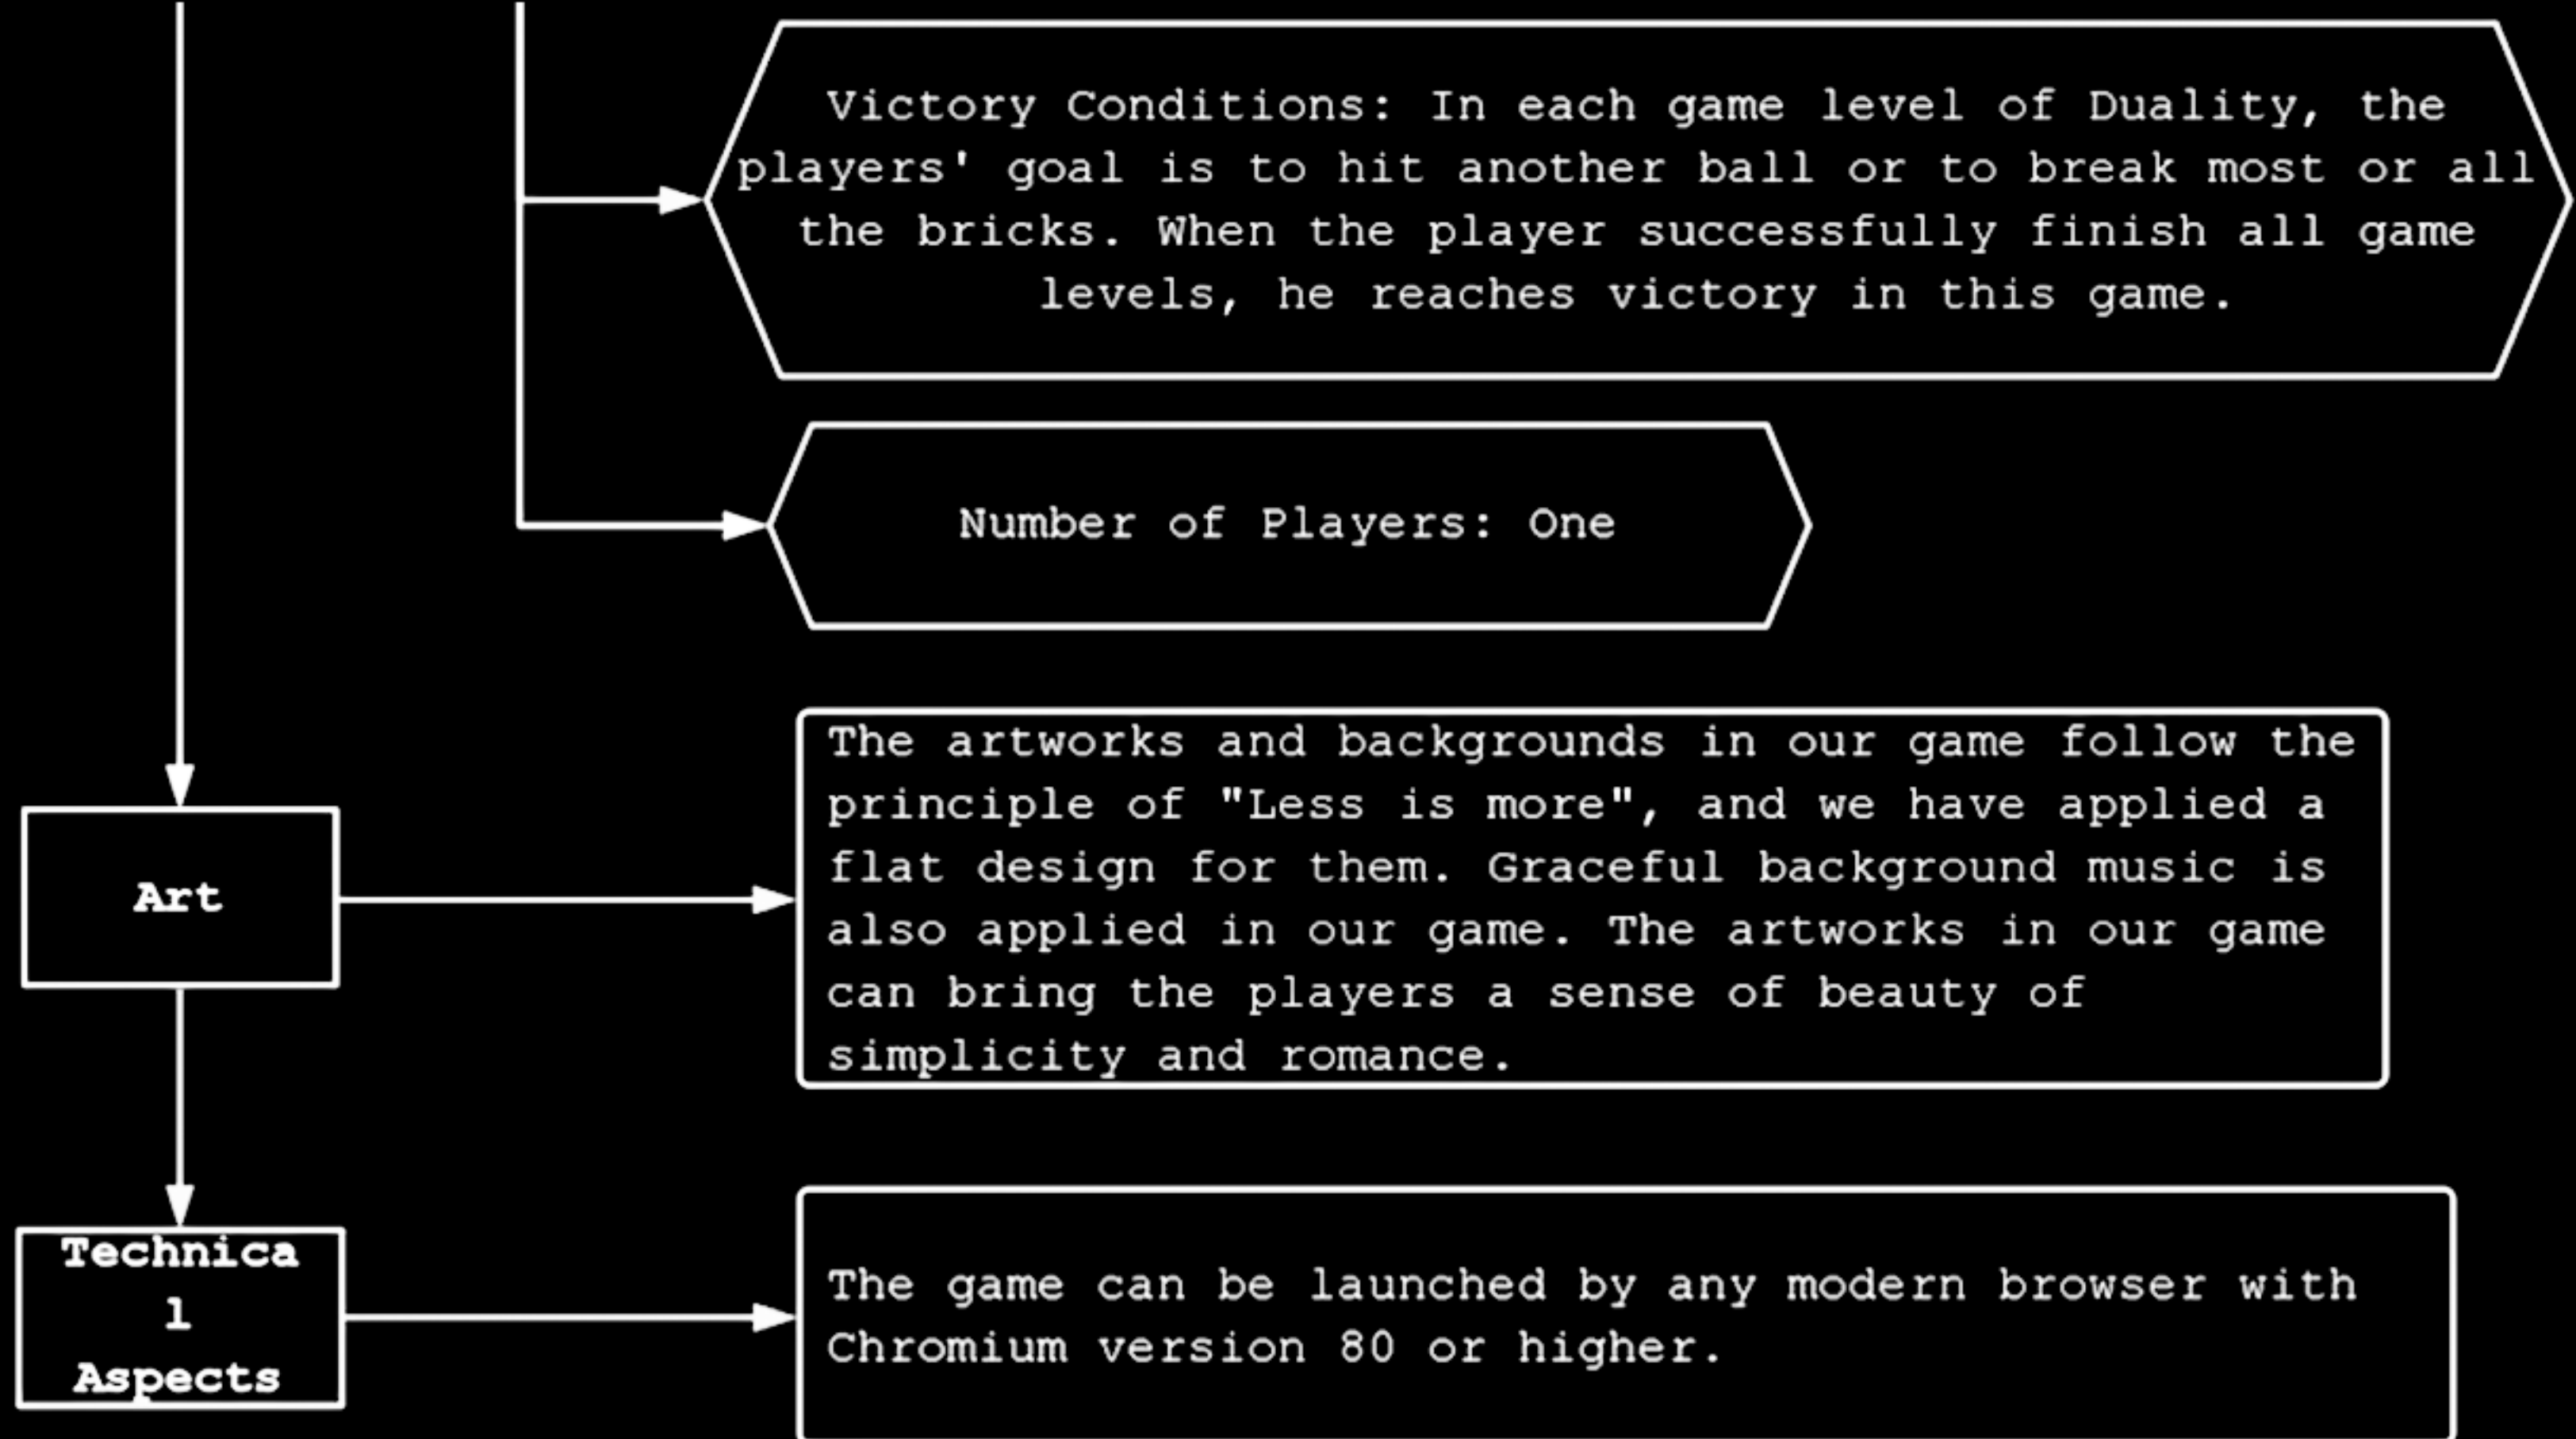 Victory Conditions: In each game level of Duality, the
players' goal is to hit another ball or to break most or all
the bricks. When the player successfully finish all game
levels, he reaches victory in this game.
Number of Players: One
Art
The artworks and backgrounds in our game follow the
principle of "Less is more", and we have applied a
flat design for them. Graceful background music is
also applied in our game. The artworks in our game
can bring the players a sense of beauty of
simplicity and romance.
Technica
l
Aspects
The game can be launched by any modern browser with
Chromium version 80 or higher.